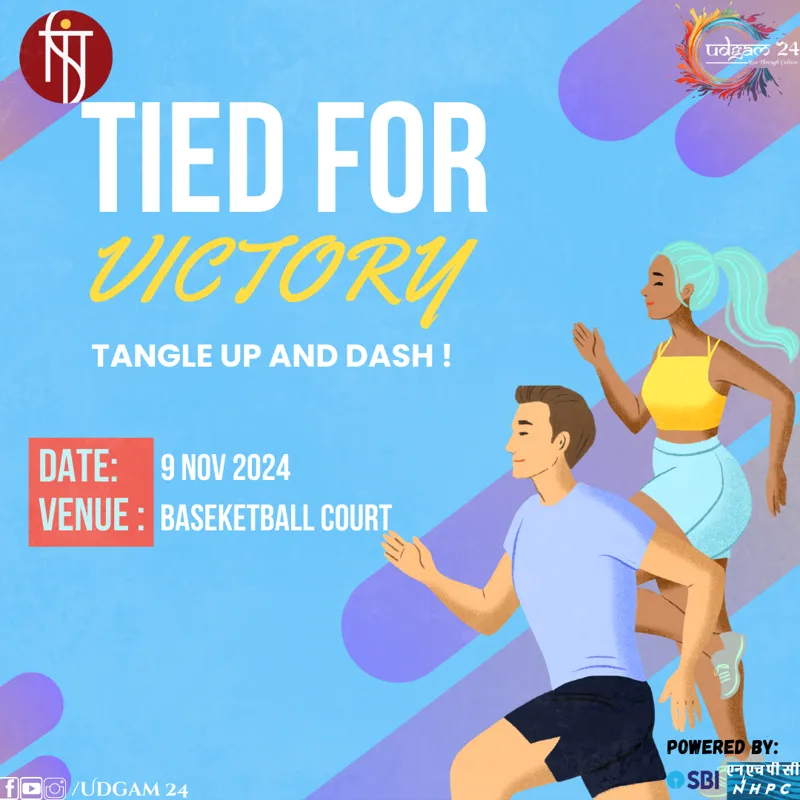 udgam 24
TIED FOR
VICTORY
TANGLE UP AND DASH !
DATE: 9 NOV 2024
VENUE : BASEKETBALL COURT
POWERED BY:
SBI एनएचपीसी
NHPC
/UDGAM 24